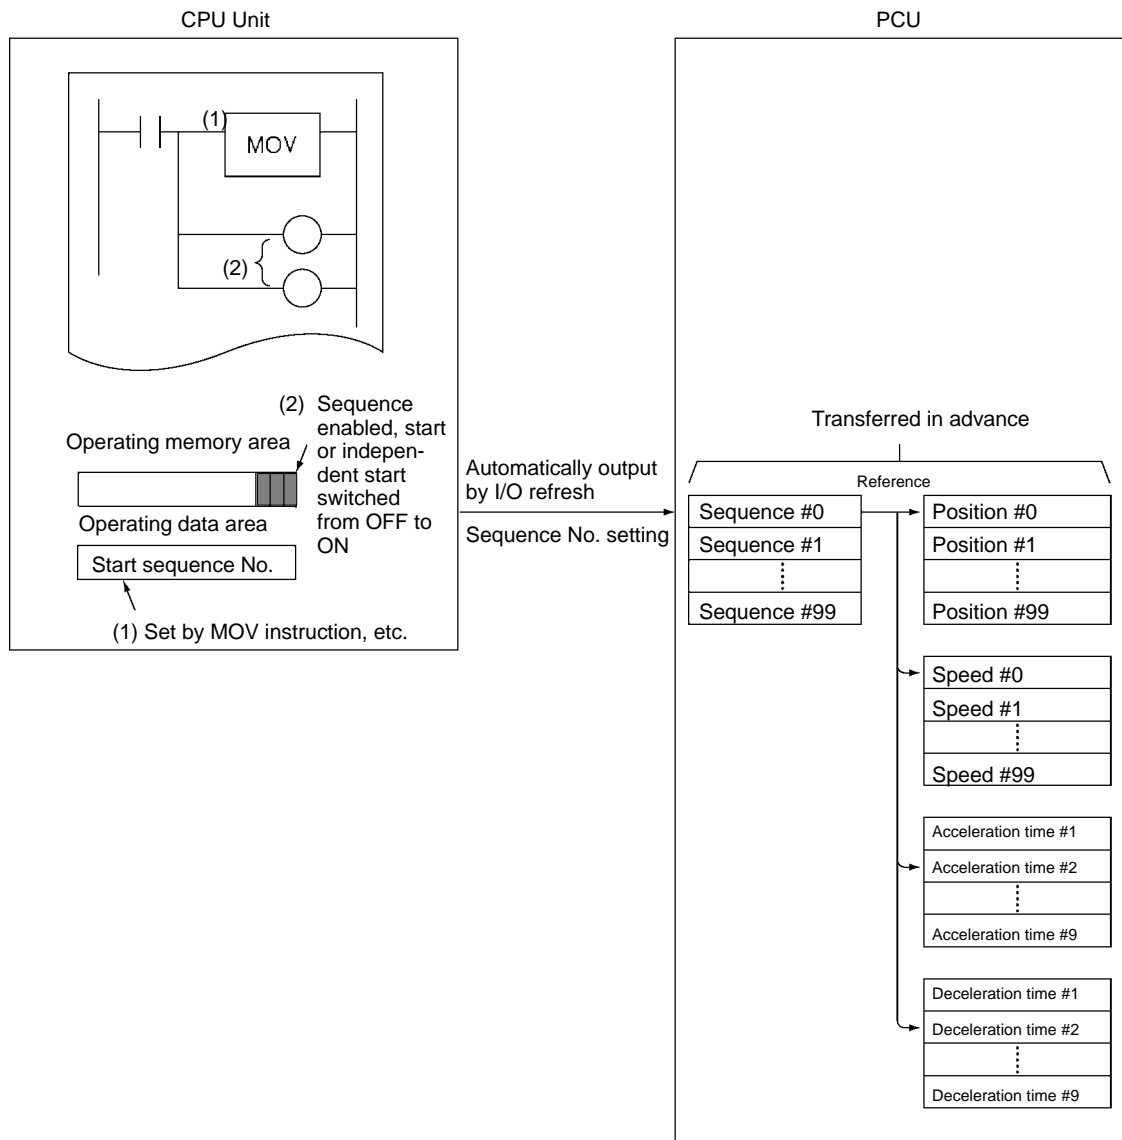 CPU Unit
PCU
(1)
MOV
(2)
(2) Sequence
enabled, start
or indepen-
dent start
switched
from OFF to
ON
Operating memory area
Operating data area
Start sequence No.
(1) Set by MOV instruction, etc.
Automatically output
by I/O refresh
Sequence No. setting
Transferred in advance
Reference
Sequence #0
Sequence #1
Sequence #99
Position #0
Position #1
Position #99
Speed #0
Speed #1
Speed #99
Acceleration time #1
Acceleration time #2
Acceleration time #9
Deceleration time #1
Deceleration time #2
Deceleration time #9